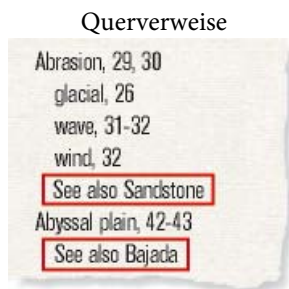 Querverweise
Abrasion, 29, 30
glacial, 26
wave, 31-32
wind, 32
See also Sandstone
Abyssal plain, 42-43
See also Bajada